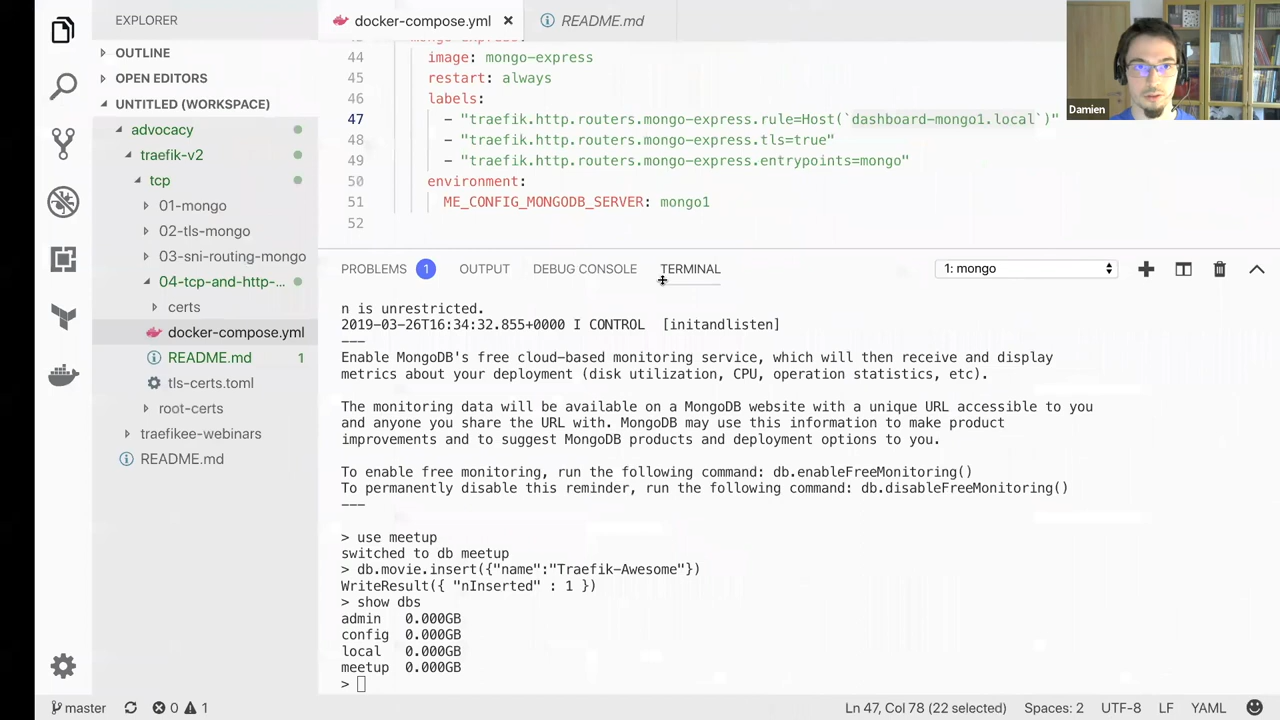 EXPLORER
OUTLINE
OPEN EDITORS
UNTITLED (WORKSPACE)
advocacy
traefik-v2
tcp
01-mongo
02-tls-mongo
03-sni-routing-mongo
04-tcp-and-http-...
certs
docker-compose.yml
README.md 1
tls-certs.toml
root-certs
traefikee-webinars
README.md
docker-compose.yml
README.md
44 image: mongo-express
45 restart: always
46 labels:
47 - "traefik.http.routers.mongo-express.rule=Host(`dashboard-mongo1.local`)"
48 - "traefik.http.routers.mongo-express.tls=true"
49 - "traefik.http.routers.mongo-express.entrypoints=mongo"
50 environment:
51 ME_CONFIG_MONGODB_SERVER: mongo1
52
Damien
PROBLEMS 1 OUTPUT DEBUG CONSOLE TERMINAL 1: mongo
n is unrestricted.
2019-03-26T16:34:32.855+0000 I CONTROL [initandlisten]
---
Enable MongoDB's free cloud-based monitoring service, which will then receive and display
metrics about your deployment (disk utilization, CPU, operation statistics, etc).
The monitoring data will be available on a MongoDB website with a unique URL accessible to you
and anyone you share the URL with. MongoDB may use this information to make product
improvements and to suggest MongoDB products and deployment options to you.
To enable free monitoring, run the following command: db.enableFreeMonitoring()
To permanently disable this reminder, run the following command: db.disableFreeMonitoring()
---
> use meetup
switched to db meetup
> db.movie.insert({"name":"Traefik-Awesome"})
WriteResult({ "nInserted" : 1 })
> show dbs
admin 0.000GB
config 0.000GB
local 0.000GB
meetup 0.000GB
>
master 0 1 Ln 47, Col 78 (22 selected) Spaces: 2 UTF-8 LF YAML